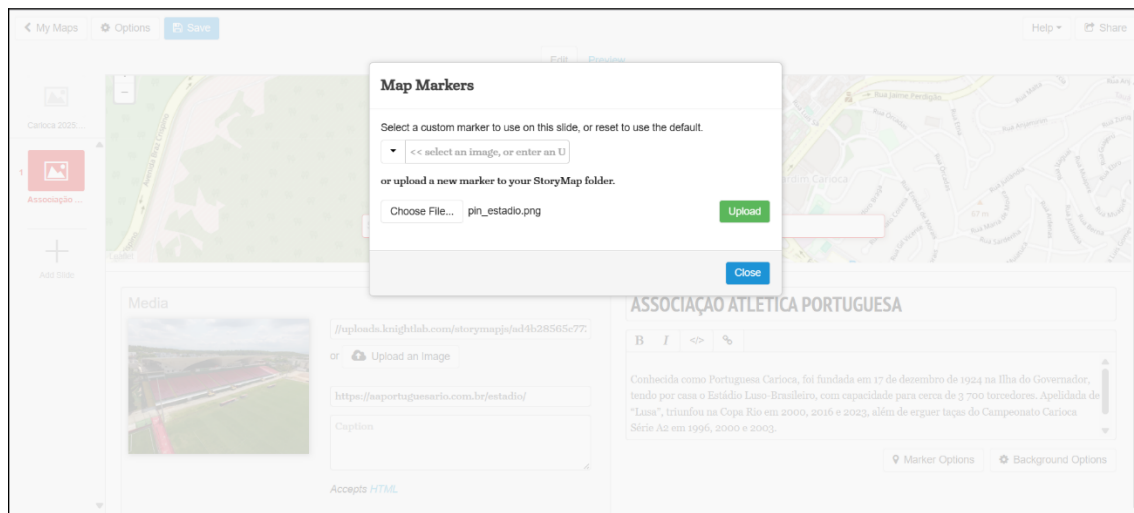 My Maps
Options
Save
Help
Share
Edit
Preview
Carioca 2025...
1
Associação ...
Add Slide
Map Markers
Select a custom marker to use on this slide, or reset to use the default.
<< select an image, or enter an U
or upload a new marker to your StoryMap folder.
Choose File...
pin_estadio.png
Upload
Close
Rua Jaime Perdigão
Jardim Carioca
Media
//uploads.knightlab.com/storymapjs/ad4b28565c77
or
Upload an Image
https://aaportuguesario.com.br/estadio/
Caption
Accepts HTML
ASSOCIAÇÃO ATLÉTICA PORTUGUESA
B I </>
Conhecida como Portuguesa Carioca, foi fundada em 17 de dezembro de 1924 na Ilha do Governador,
tendo por casa o Estádio Luso-Brasileiro, com capacidade para cerca de 3 700 torcedores. Apelidada de
“Lusa”, triunfou na Copa Rio em 2000, 2016 e 2023, além de erguer taças do Campeonato Carioca
Série A2 em 1996, 2000 e 2003.
Marker Options
Background Options